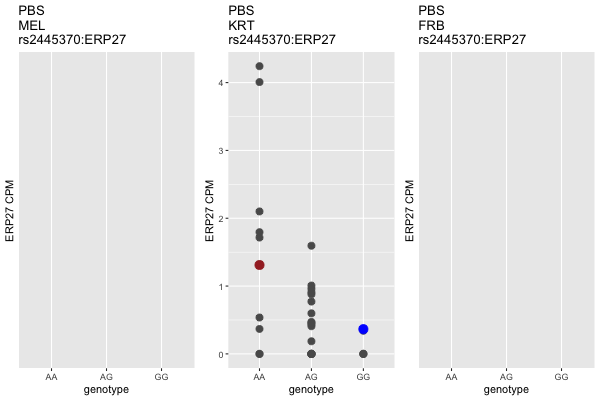 PBS
MEL
rs2445370:ERP27
ERP27 CPM
AA AG GG
genotype
PBS
KRT
rs2445370:ERP27
ERP27 CPM
4
3
2
1
0
AA AG GG
genotype
PBS
FRB
rs2445370:ERP27
ERP27 CPM
AA AG GG
genotype